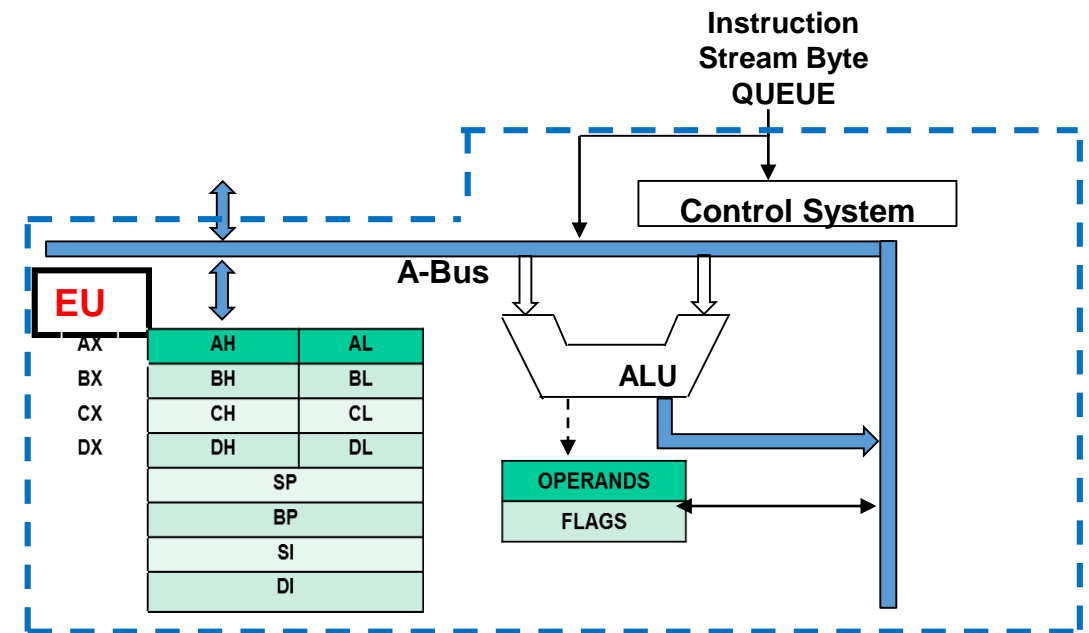 Instruction
Stream Byte
QUEUE
Control System
A-Bus
EU
AX AH AL
BX BH BL
ALU
CX CH CL
DX DH DL
SP
OPERANDS
BP
FLAGS
SI
DI